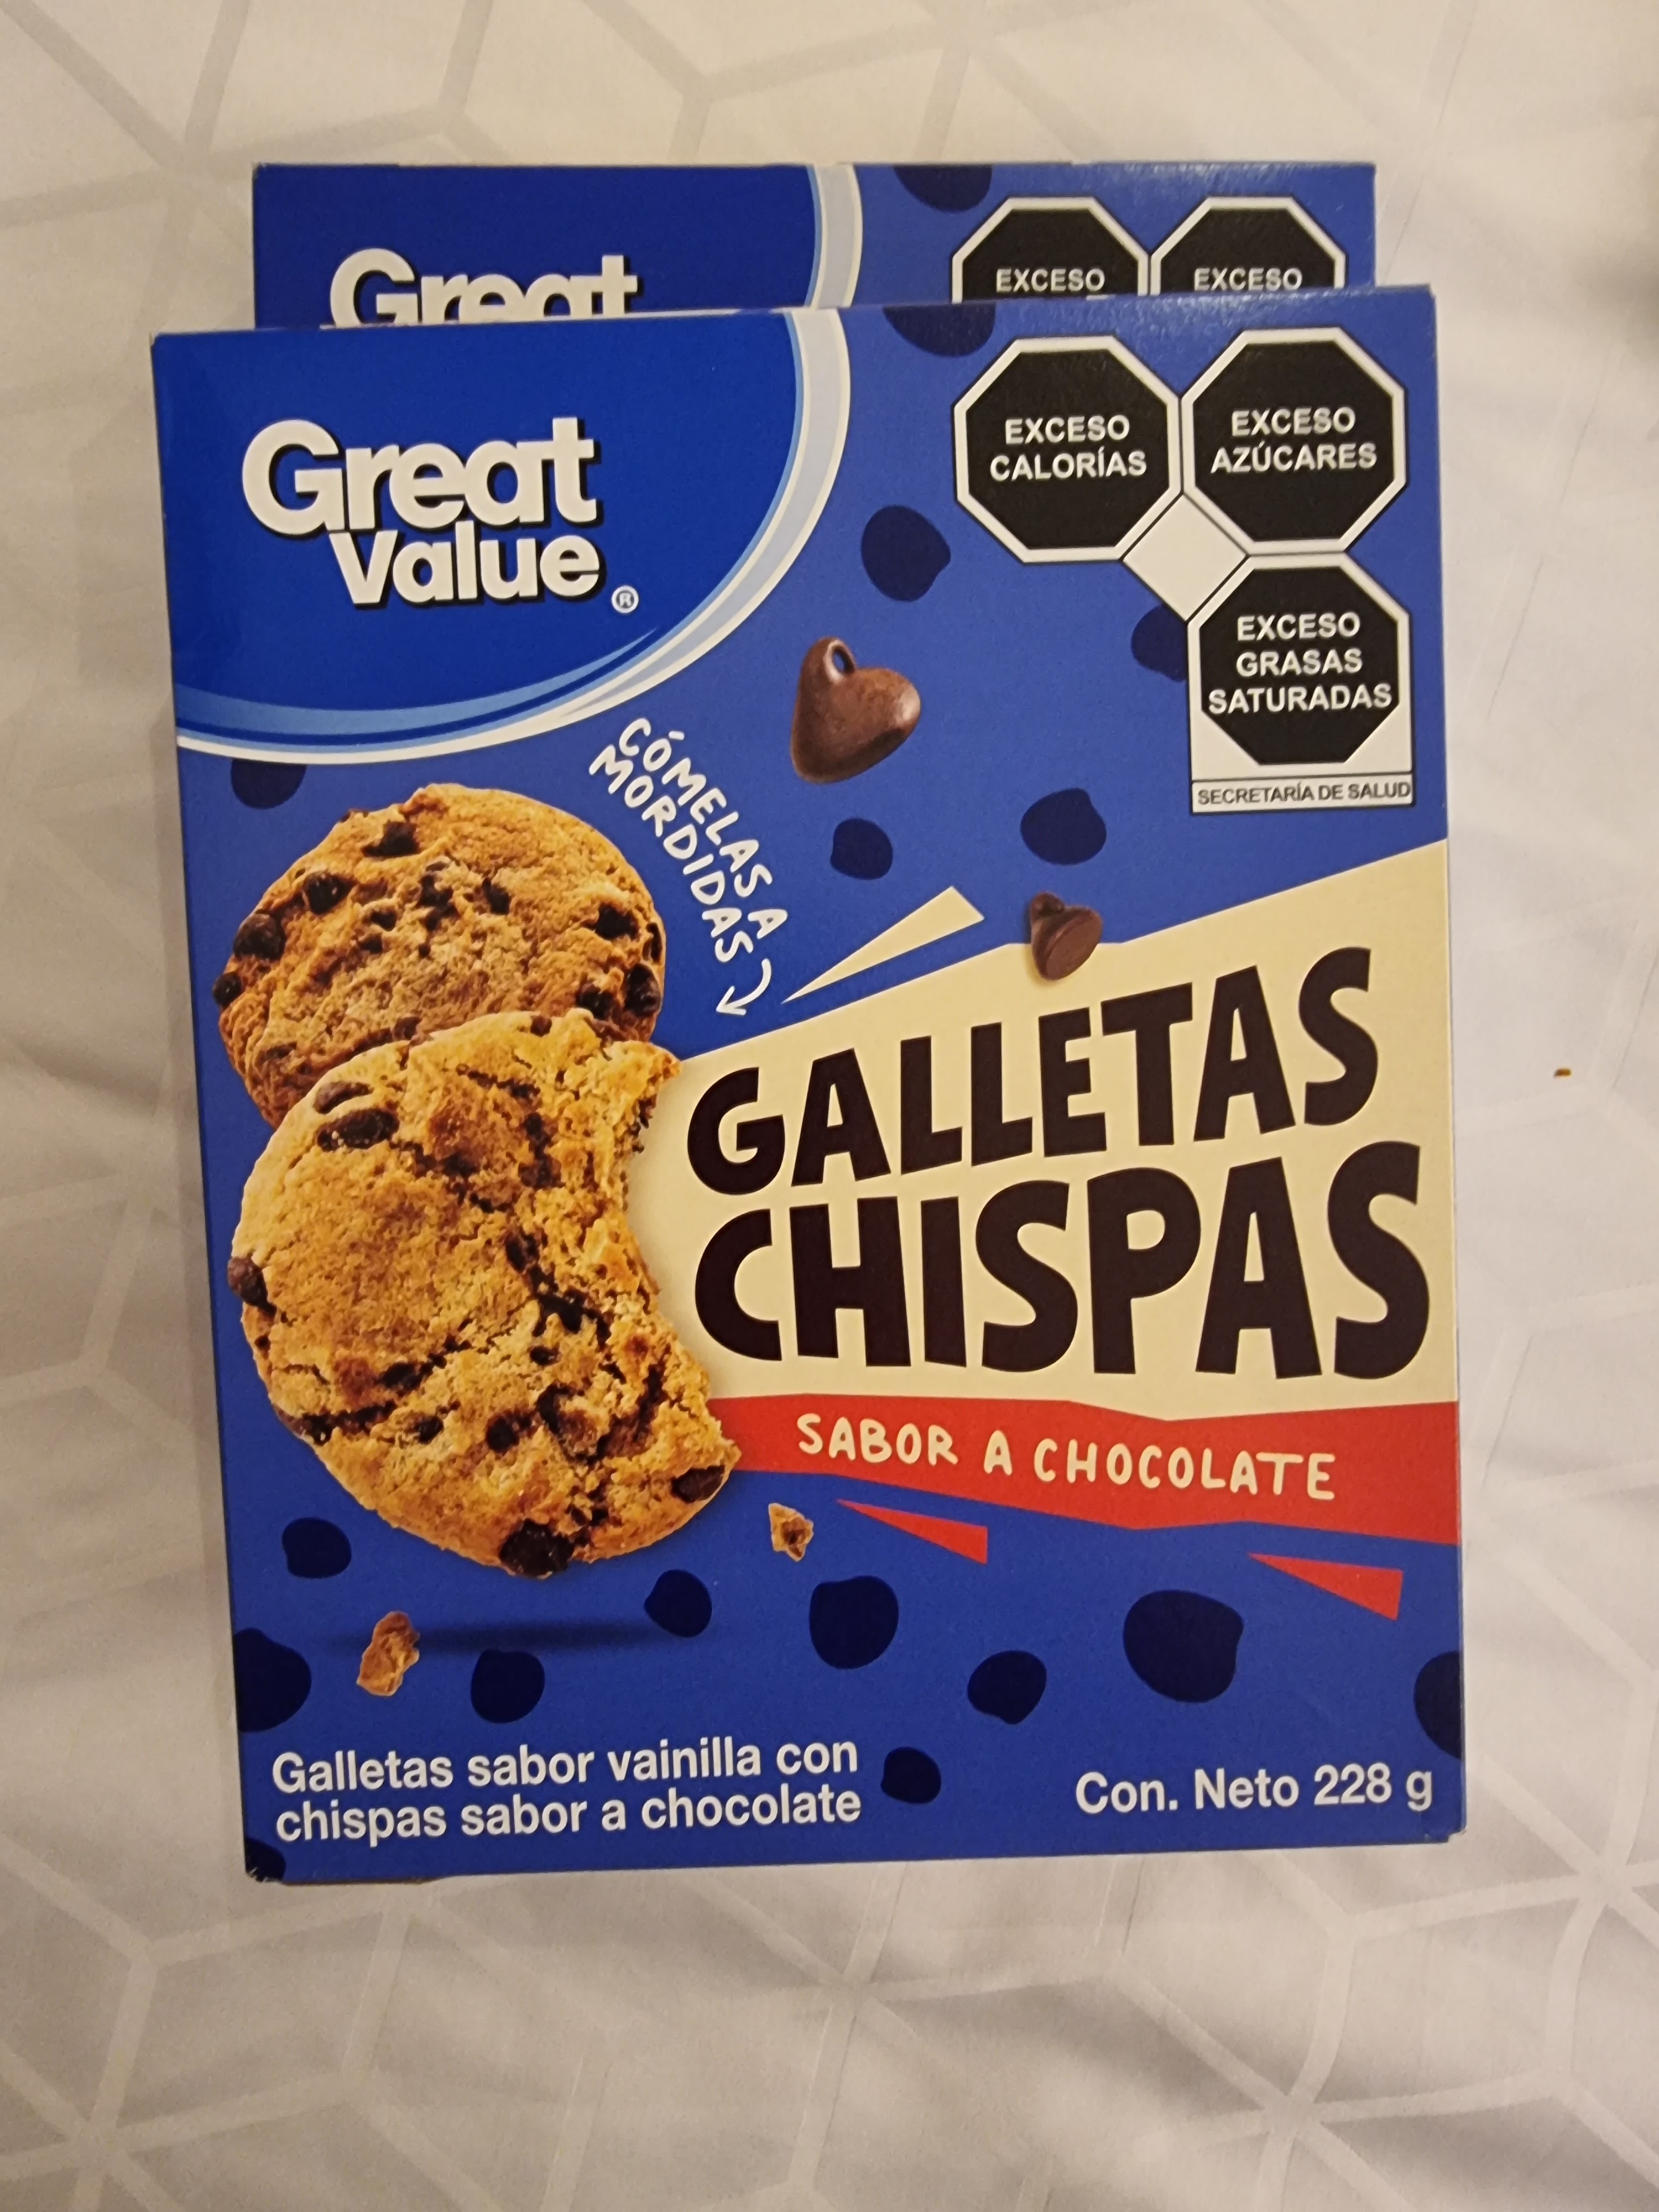 Great
EXCESO
EXCESO
Great
Value ®
EXCESO
CALORÍAS
EXCESO
AZÚCARES
EXCESO
GRASAS
SATURADAS
SECRETARÍA DE SALUD
CÓMELAS A
MORDIDAS
GALLETAS
CHISPAS
SABOR A CHOCOLATE
Galletas sabor vainilla con
chispas sabor a chocolate
Con. Neto 228 g